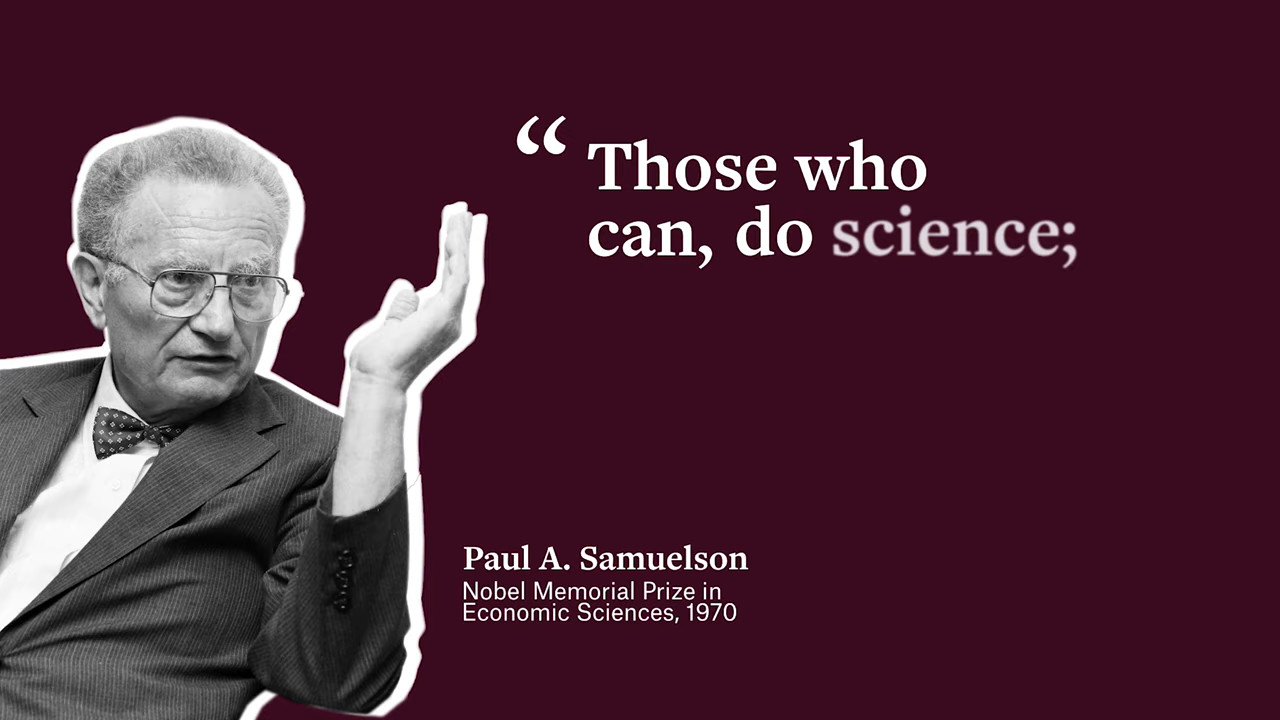 “Those who
can, do science;
Paul A. Samuelson
Nobel Memorial Prize in
Economic Sciences, 1970